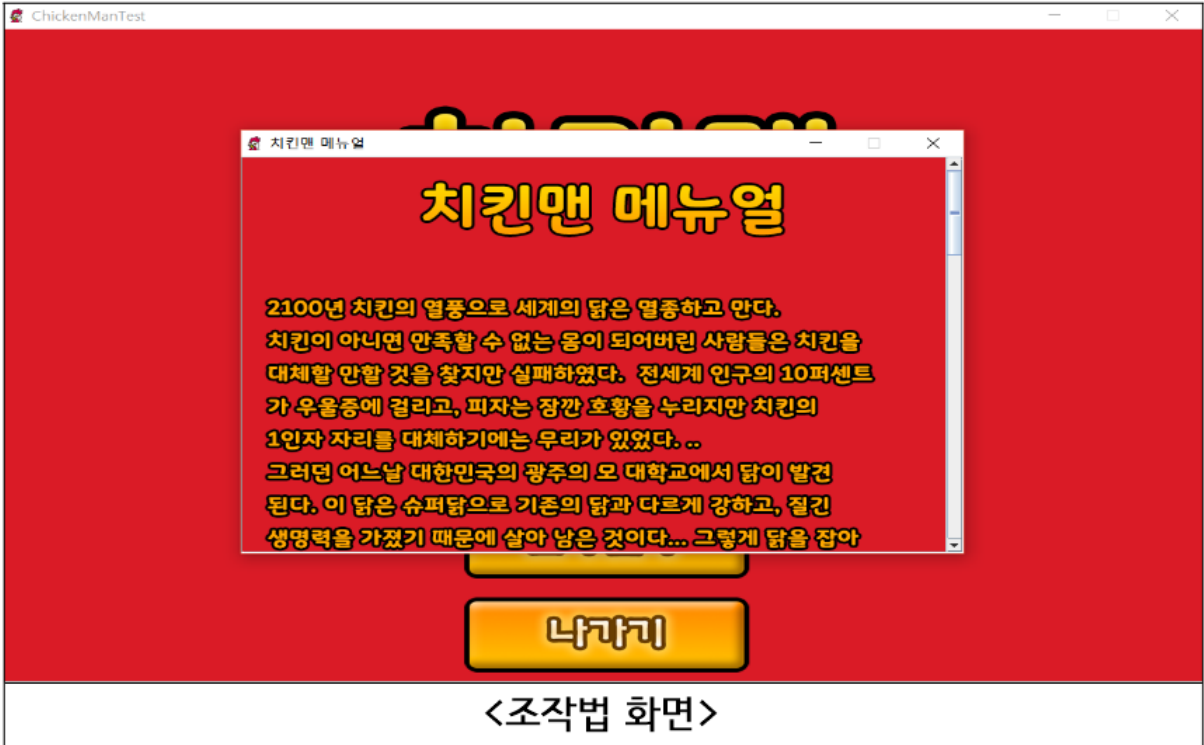 ChickenManTest
치킨맨 메뉴얼
치킨맨 메뉴얼
2100년 치킨의 열풍으로 세계의 닭은 멸종하고 만다.
치킨이 아니면 만족할 수 없는 몸이 되어버린 사람들은 치킨을
대체할 만할 것을 찾지만 실패하였다. 전세계 인구의 10퍼센트
가 우울증에 걸리고, 피자는 잠깐 호황을 누리지만 치킨의
1인자 자리를 대체하기에는 무리가 있었다. ..
그러던 어느날 대한민국의 광주의 모 대학교에서 닭이 발견
된다. 이 닭은 슈퍼닭으로 기존의 닭과 다르게 강하고, 질긴
생명력을 가졌기 때문에 살아 남은 것이다... 그렇게 닭을 잡아
나가기
<조작법 화면>